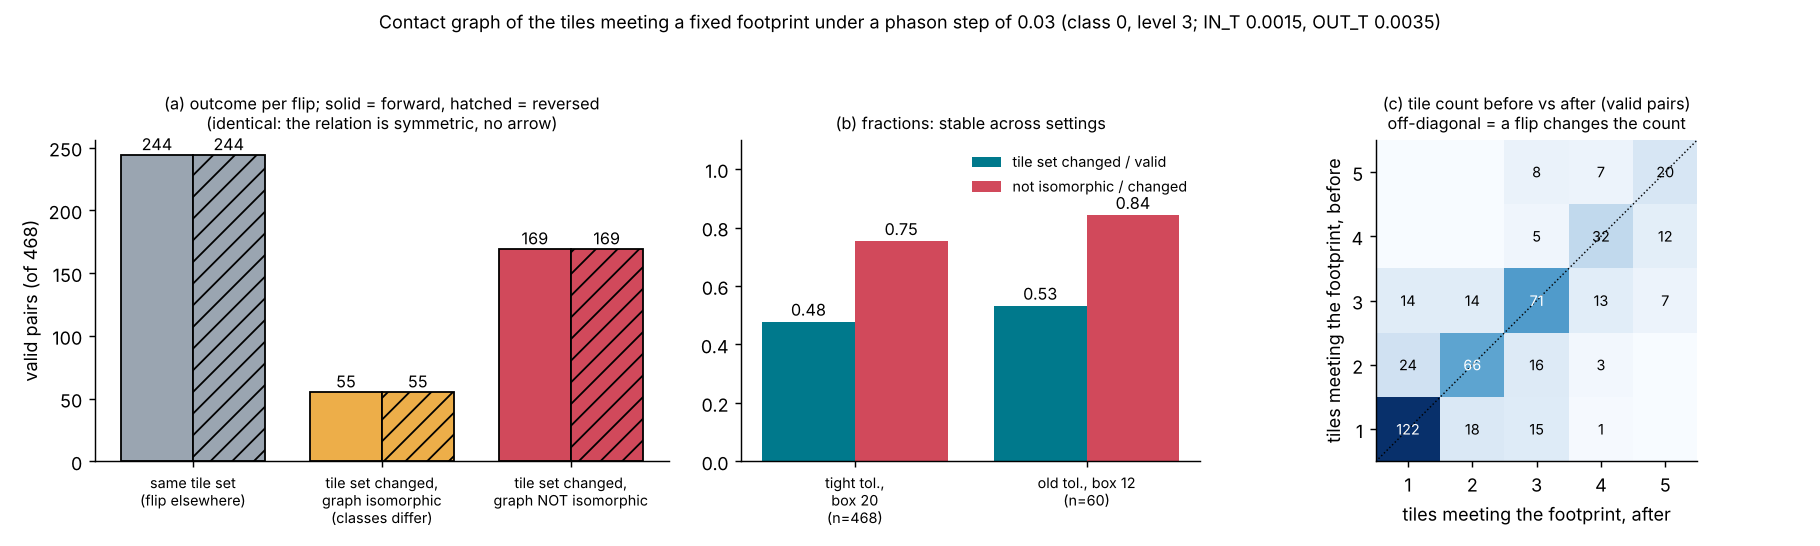 Contact graph of the tiles meeting a fixed footprint under a phason step of 0.03 (class 0, level 3; IN_T 0.0015, OUT_T 0.0035)
(a) outcome per flip; solid = forward, hatched = reversed
(identical: the relation is symmetric, no arrow)
valid pairs (of 468)
250
200
150
100
50
0
244 244
55 55
169 169
same tile set
(flip elsewhere)
tile set changed,
graph isomorphic
(classes differ)
tile set changed,
graph NOT isomorphic
(b) fractions: stable across settings
tile set changed / valid
not isomorphic / changed
1.0
0.8
0.6
0.4
0.2
0.0
0.48
0.75
0.53
0.84
tight tol.,
box 20
(n=468)
old tol., box 12
(n=60)
(c) tile count before vs after (valid pairs)
off-diagonal = a flip changes the count
tiles meeting the footprint, before
5 8 7 20
4 5 32 12
3 14 14 71 13 7
2 24 66 16 3
1 122 18 15 1
1 2 3 4 5
tiles meeting the footprint, after